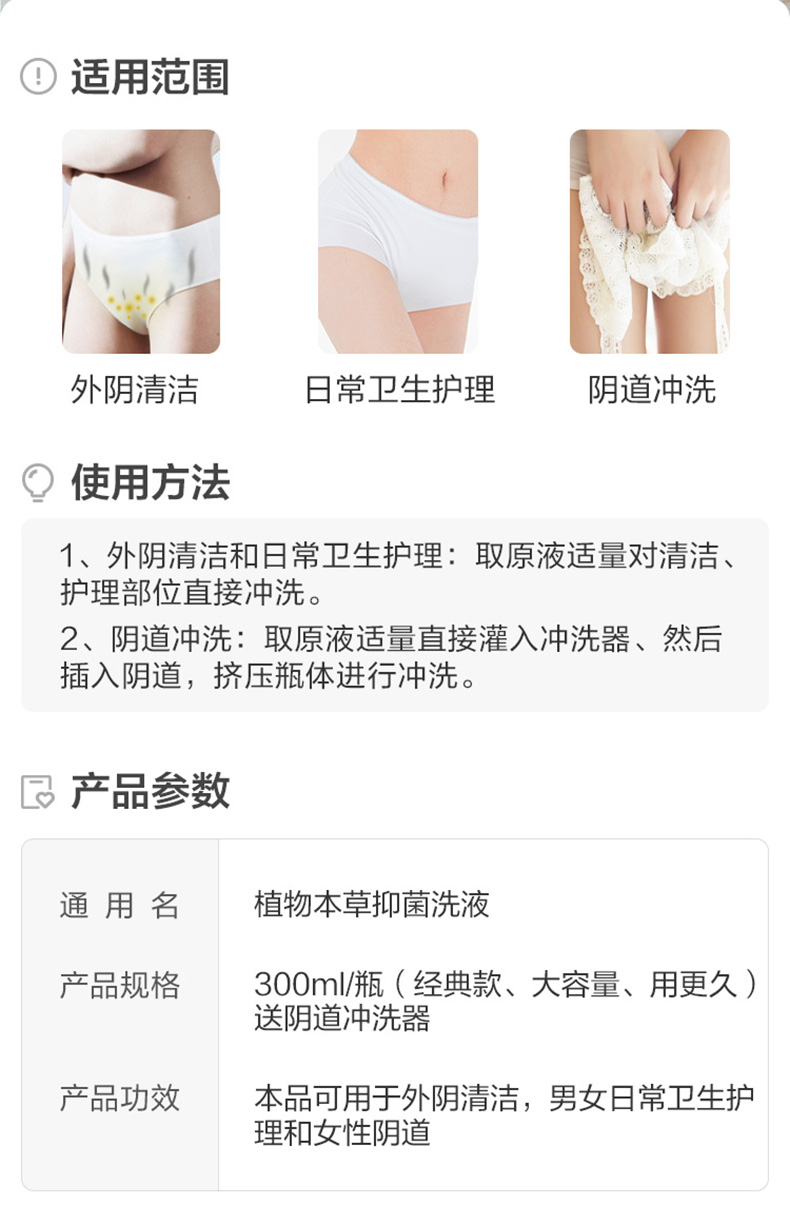 适用范围
外阴清洁
日常卫生护理
阴道冲洗
使用方法
1、外阴清洁和日常卫生护理：取原液适量对清洁、
护理部位直接冲洗。
2、阴道冲洗：取原液适量直接灌入冲洗器、然后
插入阴道，挤压瓶体进行冲洗。
产品参数
通用名 植物本草抑菌洗液
产品规格 300ml/瓶（经典款、大容量、用更久）
送阴道冲洗器
产品功效 本品可用于外阴清洁，男女日常卫生护
理和女性阴道